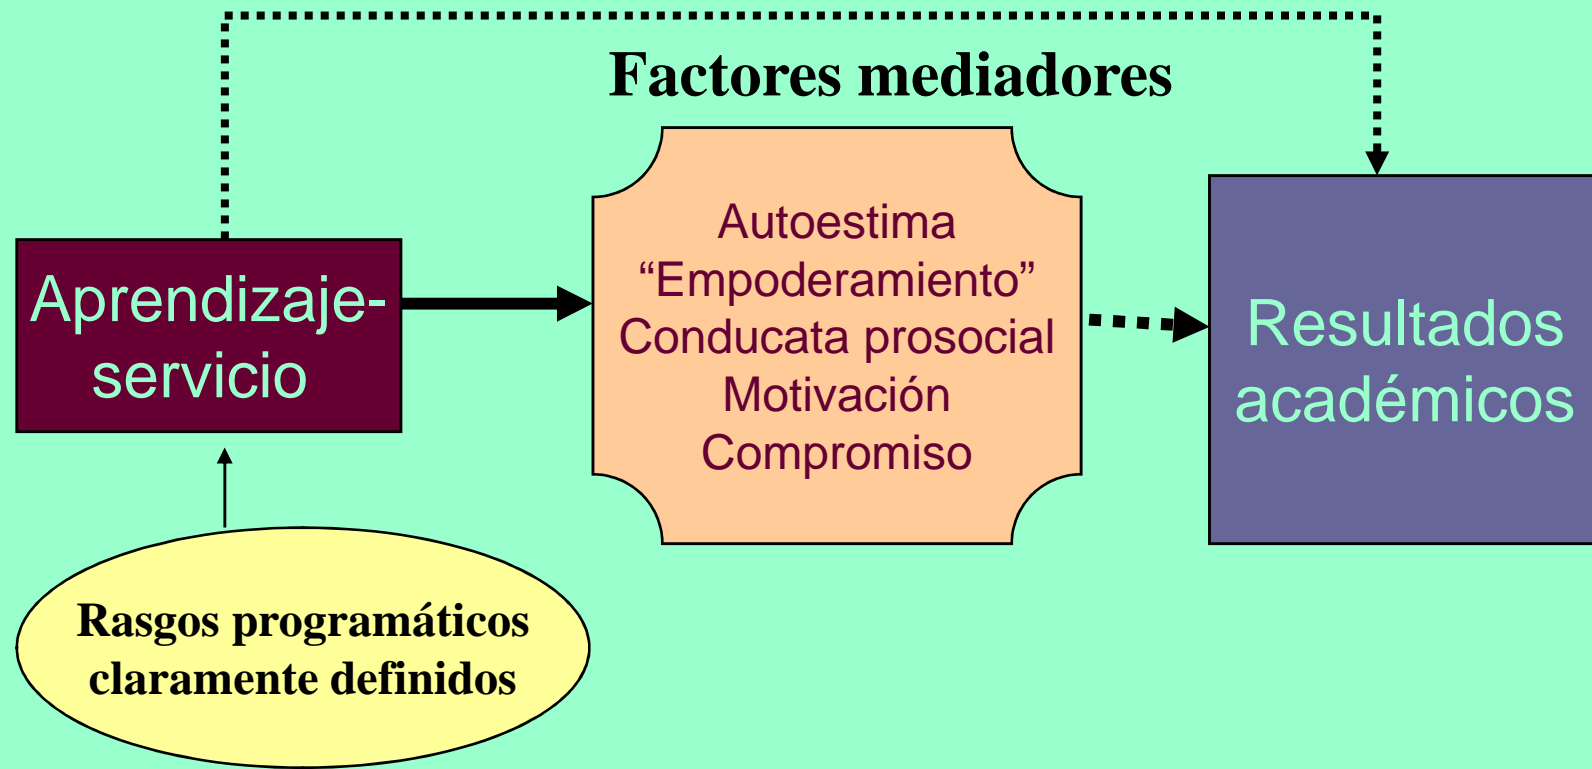 Factores mediadores
Aprendizaje-
servicio
Autoestima
“Empoderamiento”
Conducata prosocial
Motivación
Compromiso
Resultados
académicos
Rasgos programáticos
claramente definidos